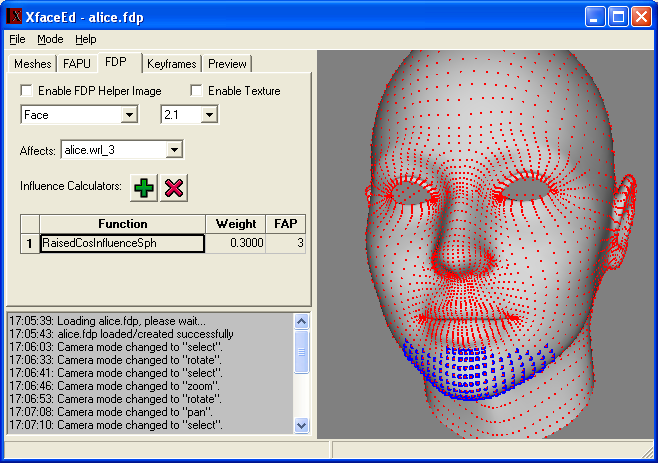 XfaceEd - alice.fdp
File Mode Help
Meshes FAPU FDP Keyframes Preview
Enable FDP Helper Image Enable Texture
Face 2.1
Affects: alice.wrl_3
Influence Calculators:
Function Weight FAP
1 RaisedCosInfluenceSph 0.3000 3
17:05:39: Loading alice.fdp, please wait...
17:05:43: alice.fdp loaded/created successfully
17:06:03: Camera mode changed to "select".
17:06:33: Camera mode changed to "rotate".
17:06:41: Camera mode changed to "select".
17:06:46: Camera mode changed to "zoom".
17:06:53: Camera mode changed to "rotate".
17:07:08: Camera mode changed to "pan".
17:07:10: Camera mode changed to "select".